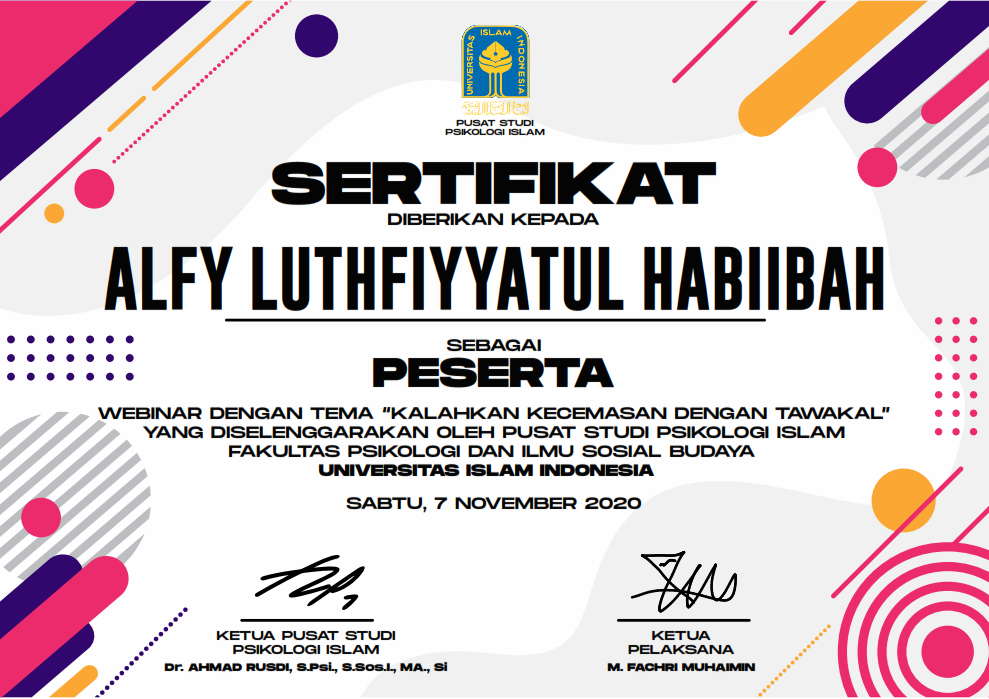 UNIVERSITAS ISLAM INDONESIA
PUSAT STUDI
PSIKOLOGI ISLAM
SERTIFIKAT
DIBERIKAN KEPADA
ALFY LUTHFIYYATUL HABIIBAH
SEBAGAI
PESERTA
WEBINAR DENGAN TEMA “KALAHKAN KECEMASAN DENGAN TAWAKAL”
YANG DISELENGGARAKAN OLEH PUSAT STUDI PSIKOLOGI ISLAM
FAKULTAS PSIKOLOGI DAN ILMU SOSIAL BUDAYA
UNIVERSITAS ISLAM INDONESIA
SABTU, 7 NOVEMBER 2020
KETUA PUSAT STUDI
PSIKOLOGI ISLAM
Dr. AHMAD RUSDI, S.Psi., S.Sos.I., MA., Si
KETUA
PELAKSANA
M. FACHRI MUHAIMIN